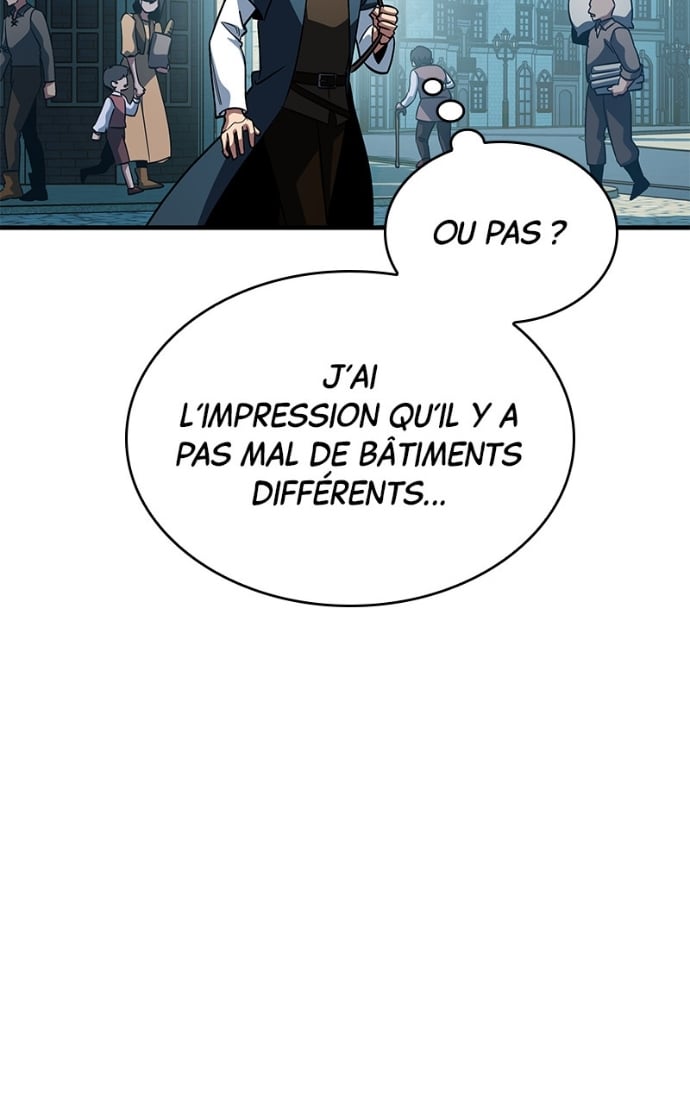 OU PAS ?
J'AI
L'IMPRESSION QU'IL Y A
PAS MAL DE BÂTIMENTS
DIFFÉRENTS...